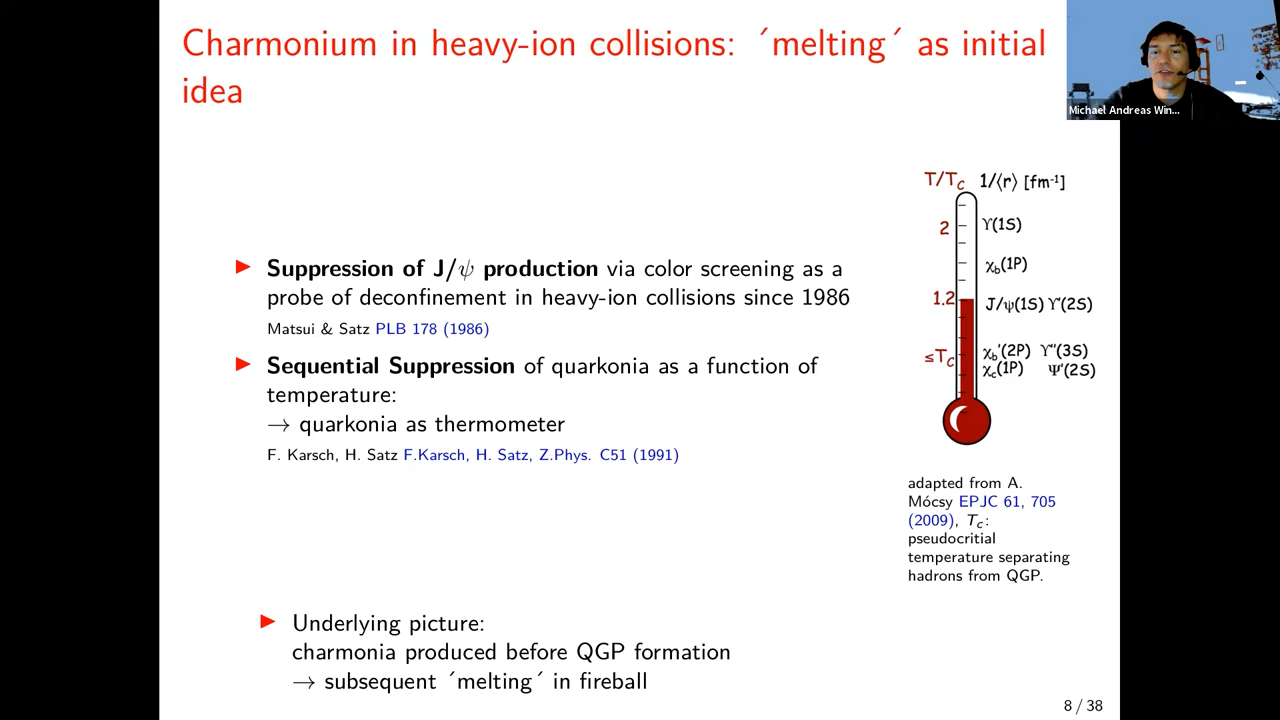 Charmonium in heavy-ion collisions: ´melting´ as initial
idea
Michael Andreas Win...
▶ Suppression of J/ψ production via color screening as a
probe of deconfinement in heavy-ion collisions since 1986
Matsui & Satz PLB 178 (1986)
▶ Sequential Suppression of quarkonia as a function of
temperature:
→ quarkonia as thermometer
F. Karsch, H. Satz F.Karsch, H. Satz, Z.Phys. C51 (1991)
T/T_C 1/⟨r⟩ [fm⁻¹]
2 ϒ(1S)
χ_b(1P)
1.2 J/ψ(1S) ϒ'(2S)
≤T_C χ_b'(2P) ϒ''(3S)
χ_c(1P) Ψ'(2S)
adapted from A.
Mócsy EPJC 61, 705
(2009), T_c:
pseudocritial
temperature separating
hadrons from QGP.
▶ Underlying picture:
charmonia produced before QGP formation
→ subsequent ´melting´ in fireball
8 / 38